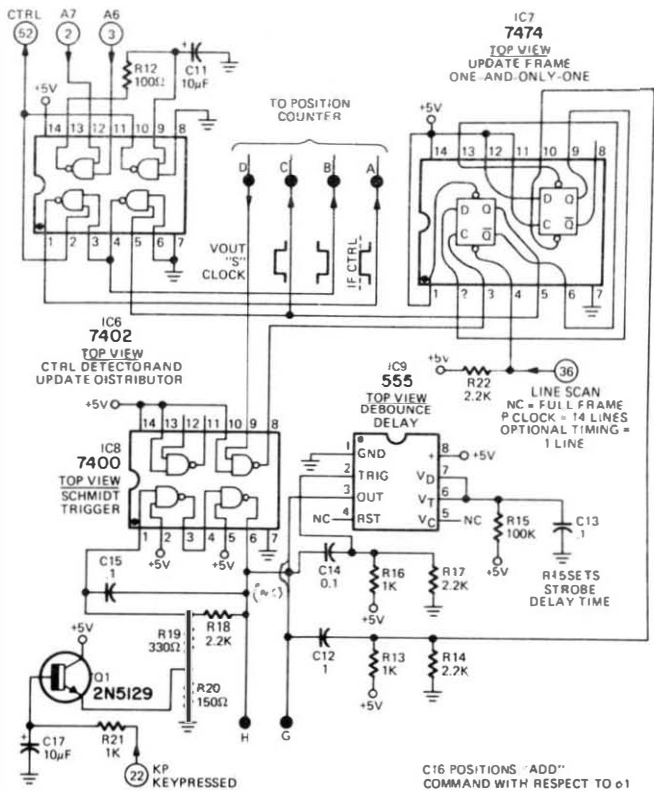 CTRL
52
A7
2
A6
3
R12
100Ω
+
C11
10μF
+5V
14 13 12 11 10 9 8
1 2 3 4 5 6 7
IC6
7402
TOP VIEW
CTRL DETECTORAND
UPDATE DISTRIBUTOR
TO POSITION
COUNTER
D C B A
VOUT
"S"
CLOCK
IF CTRL
IC7
7474
TOP VIEW
UPDATE FRAME
ONE-AND-ONLY-ONE
+5V
14 13 12 11 10 9 8
D Q
C Q
D Q
C Q
1 2 3 4 5 6 7
+5V
R22
2.2K
36
LINE SCAN
NC = FULL FRAME
P CLOCK = 14 LINES
OPTIONAL TIMING =
1 LINE
+5V
14 13 12 11 10 9 8
IC8
7400
TOP VIEW
SCHMIDT
TRIGGER
1 2 3 4 5 6 7
+5V
+5V
IC9
555
TOP VIEW
DEBOUNCE
DELAY
1 GND
2 TRIG
3 OUT
NC 4 RST
+ 8 +5V
VD 7
VT 6
VC 5 NC
R15
100K
+5V
C13
.1
R15SETS
STROBE
DELAY TIME
C15
.1
C14
0.1
R16
1K
+5V
R17
2.2K
R18
2.2K
R19
330Ω
R20
150Ω
C12
1
R13
1K
+5V
R14
2.2K
+5V
Q1
2N5129
+
C17
10μF
R21
1K
22
KP
KEYPRESSED
H
G
C16 POSITIONS "ADD"
COMMAND WITH RESPECT TO ø1